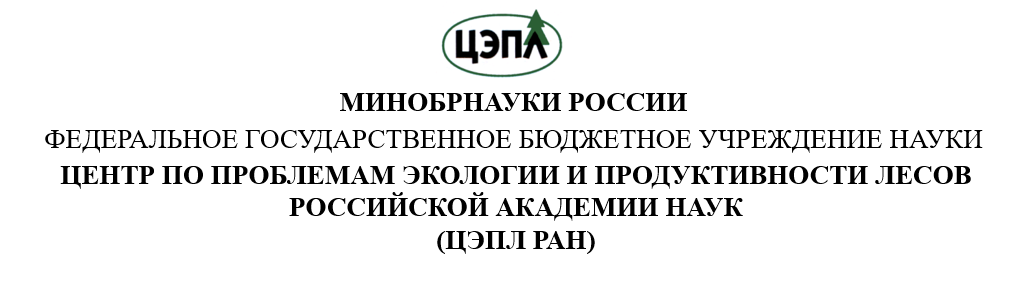 ЦЭПЛ
МИНОБРНАУКИ РОССИИ
ФЕДЕРАЛЬНОЕ ГОСУДАРСТВЕННОЕ БЮДЖЕТНОЕ УЧРЕЖДЕНИЕ НАУКИ
ЦЕНТР ПО ПРОБЛЕМАМ ЭКОЛОГИИ И ПРОДУКТИВНОСТИ ЛЕСОВ
РОССИЙСКОЙ АКАДЕМИИ НАУК
(ЦЭПЛ РАН)